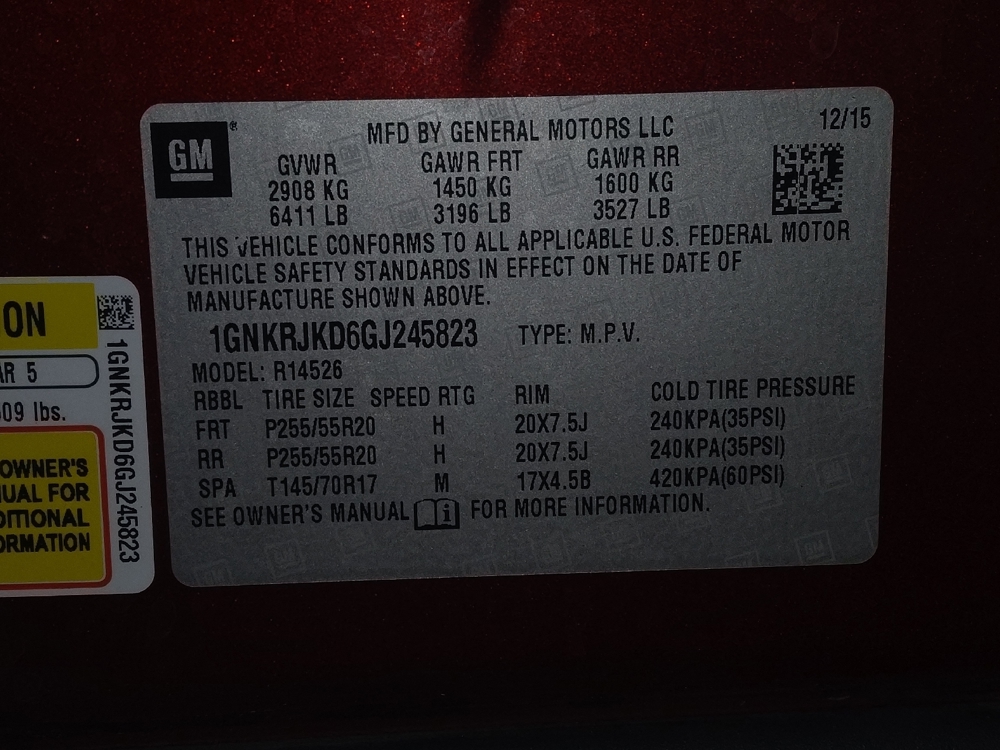 GM
MFD BY GENERAL MOTORS LLC
12/15
GVWR GAWR FRT GAWR RR
2908 KG 1450 KG 1600 KG
6411 LB 3196 LB 3527 LB
THIS VEHICLE CONFORMS TO ALL APPLICABLE U.S. FEDERAL MOTOR
VEHICLE SAFETY STANDARDS IN EFFECT ON THE DATE OF
MANUFACTURE SHOWN ABOVE.
1GNKRJKD6GJ245823 TYPE: M.P.V.
MODEL: R14526
RBBL TIRE SIZE SPEED RTG RIM COLD TIRE PRESSURE
FRT P255/55R20 H 20X7.5J 240KPA(35PSI)
RR P255/55R20 H 20X7.5J 240KPA(35PSI)
SPA T145/70R17 M 17X4.5B 420KPA(60PSI)
SEE OWNER'S MANUAL i FOR MORE INFORMATION.
ON
AR 5
09 lbs.
OWNER'S
UAL FOR
DITIONAL
ORMATION
1GNKRJKD6GJ245823